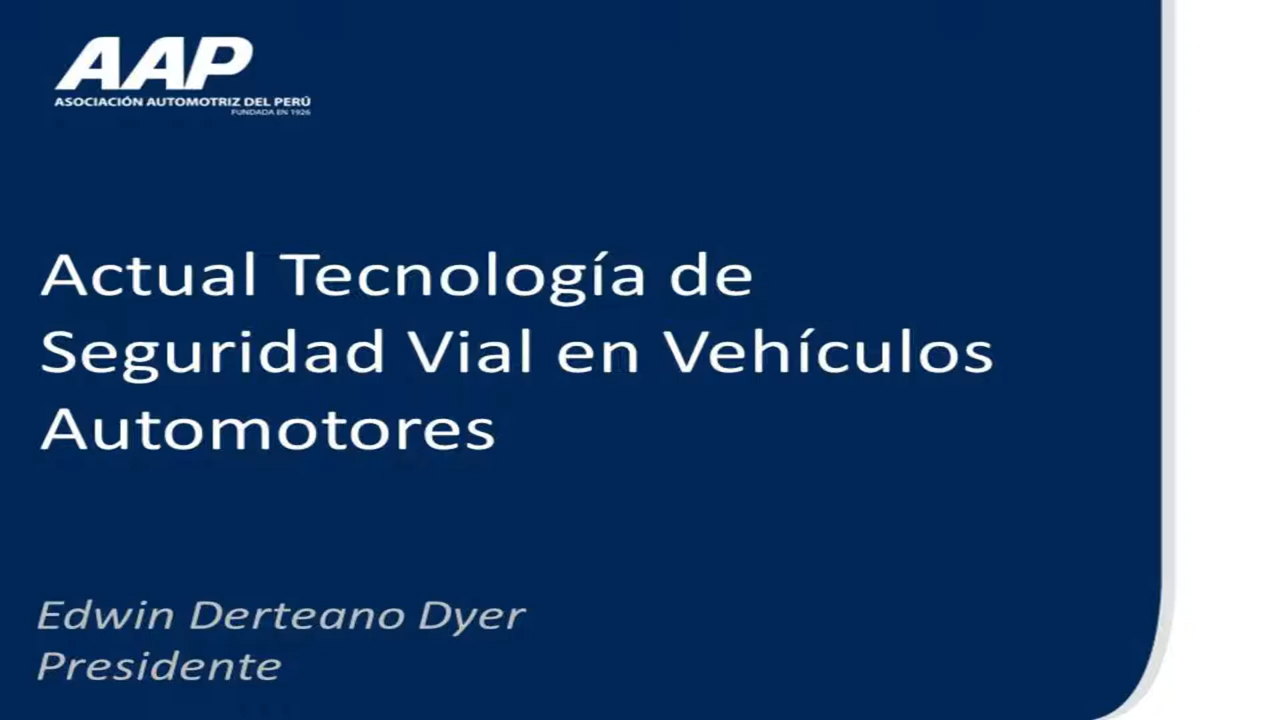 AAP
ASOCIACIÓN AUTOMOTRIZ DEL PERÚ
FUNDADA EN 1926
Actual Tecnología de
Seguridad Vial en Vehículos
Automotores
Edwin Derteano Dyer
Presidente